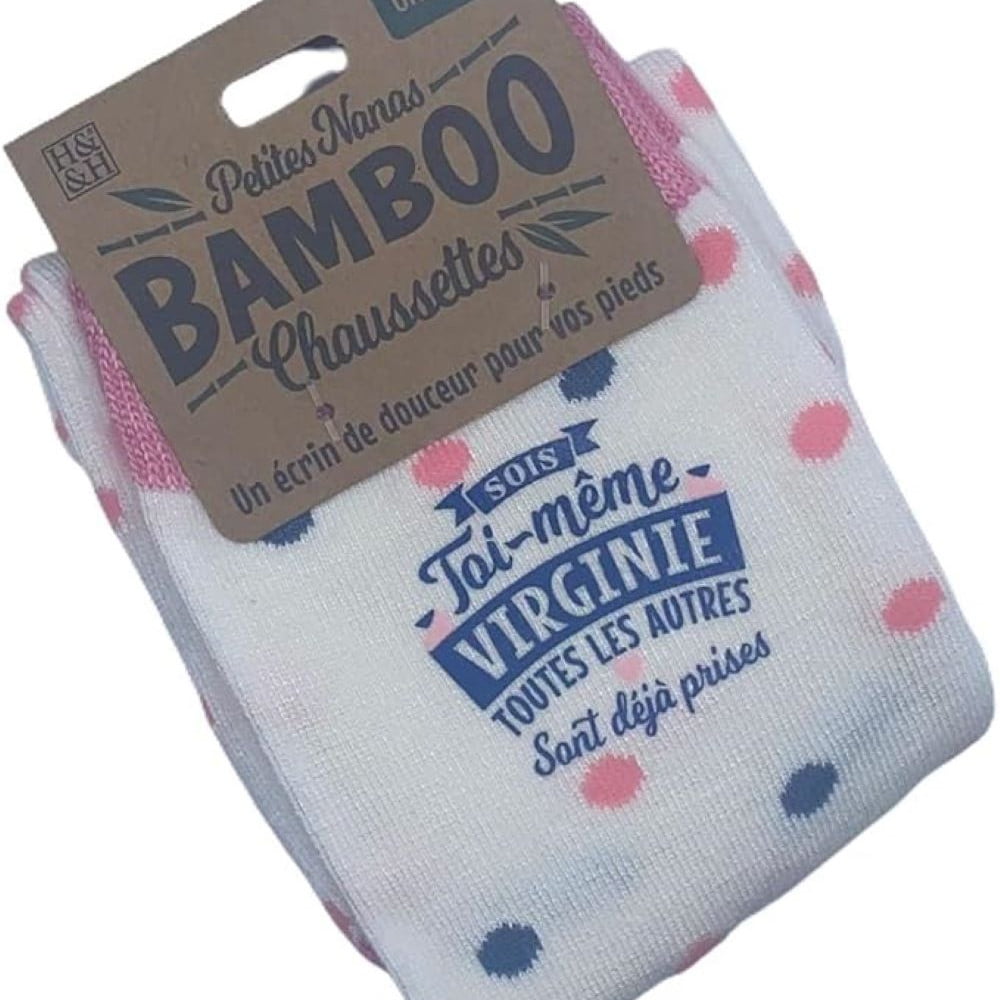 H&
&H
Petites Nanas
BAMBOO
Chaussettes
Un écrin de douceur pour vos pieds
SOIS
Toi-même
VIRGINIE
TOUTES LES AUTRES
Sont déjà prises